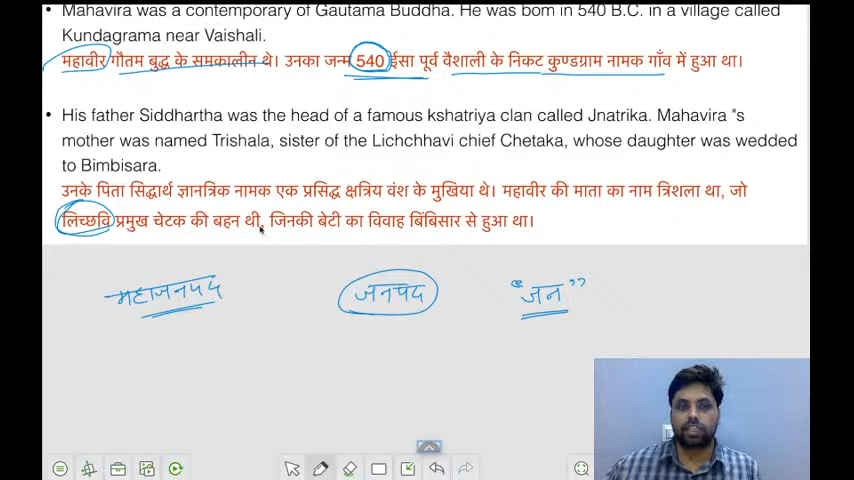 Mahavira was a contemporary of Gautama Buddha. He was born in 540 B.C. in a village called
Kundagrama near Vaishali.
महावीर गौतम बुद्ध के समकालीन थे। उनका जन्म 540 ईसा पूर्व वैशाली के निकट कुण्डग्राम नामक गाँव में हुआ था।
• His father Siddhartha was the head of a famous kshatriya clan called Jnatrika. Mahavira "s
mother was named Trishala, sister of the Lichchhavi chief Chetaka, whose daughter was wedded
to Bimbisara.
उनके पिता सिद्धार्थ ज्ञानत्रिक नामक एक प्रसिद्ध क्षत्रिय वंश के मुखिया थे। महावीर की माता का नाम त्रिशला था, जो
लिच्छवि प्रमुख चेटक की बहन थी, जिनकी बेटी का विवाह बिंबिसार से हुआ था।
महाजनपद जनपद "जन"